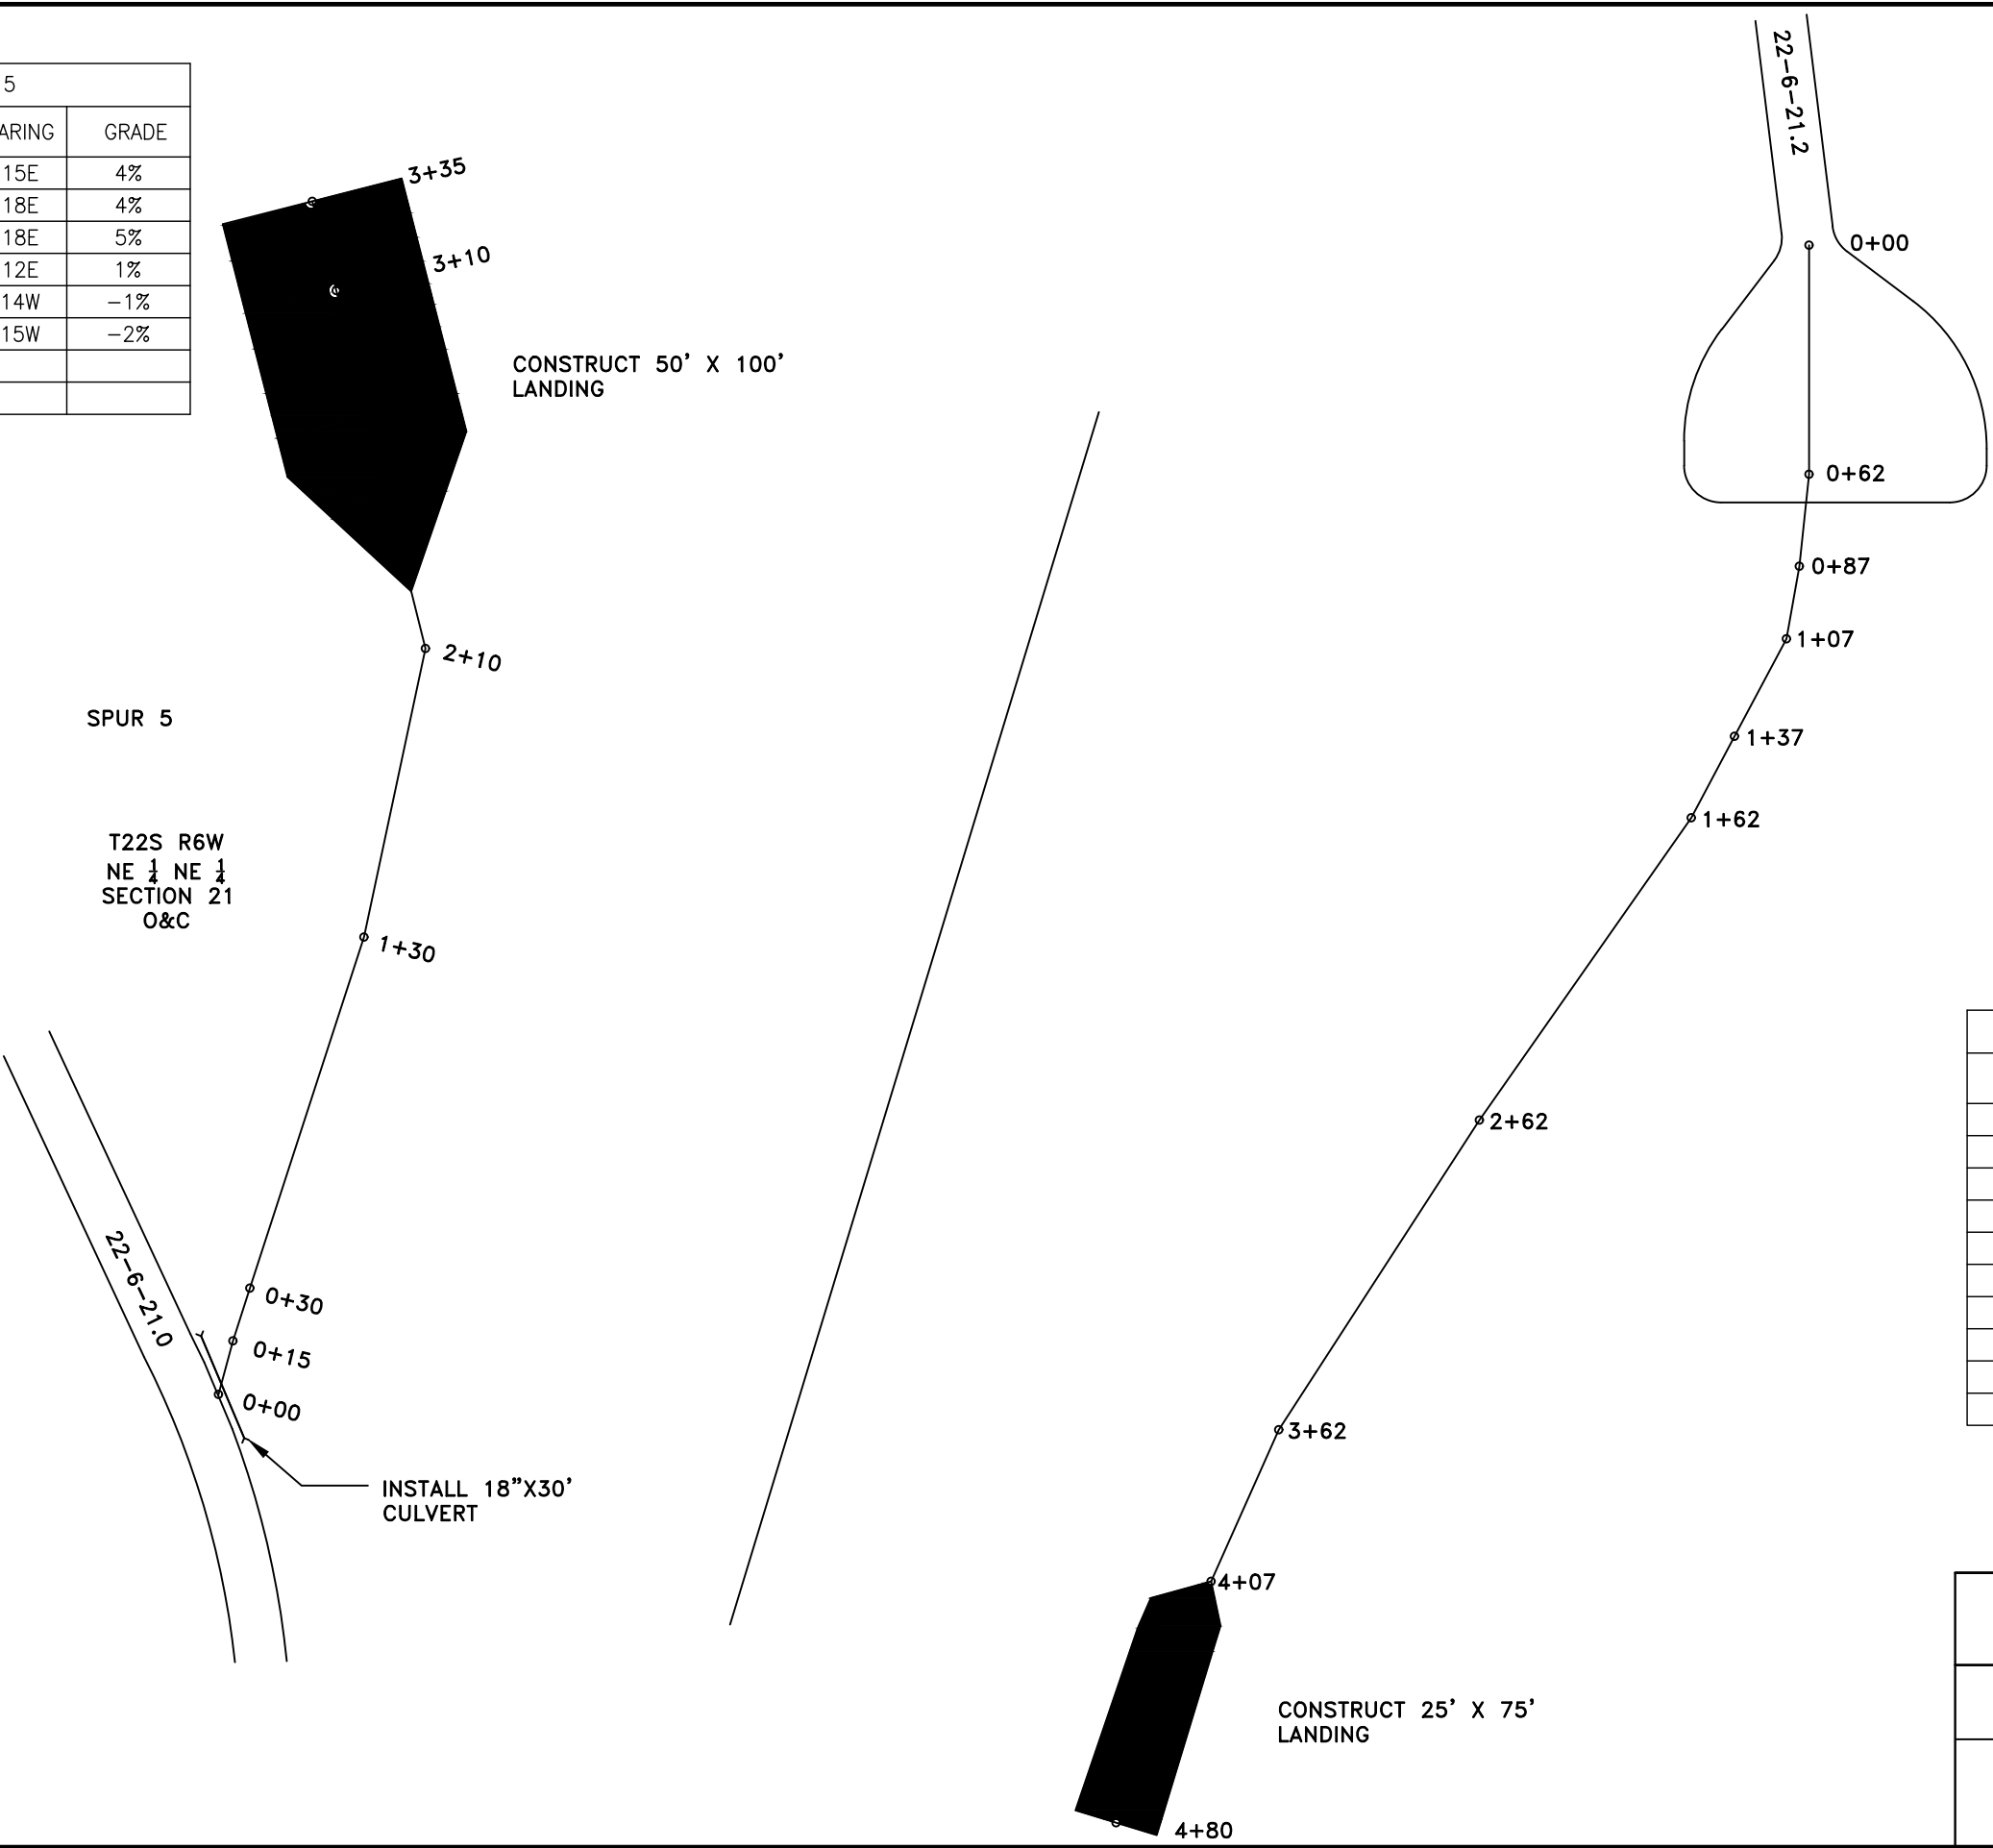 5
ARING GRADE
15E 4%
18E 4%
18E 5%
12E 1%
14W -1%
15W -2%
3+35
3+10
CONSTRUCT 50' X 100'
LANDING
2+10
SPUR 5
T22S R6W
NE 1/4 NE 1/4
SECTION 21
O&C
1+30
22-6-21.0
0+30
0+15
0+00
INSTALL 18"X30'
CULVERT
22-6-21.2
0+00
0+62
0+87
1+07
1+37
1+62
2+62
3+62
4+07
CONSTRUCT 25' X 75'
LANDING
4+80